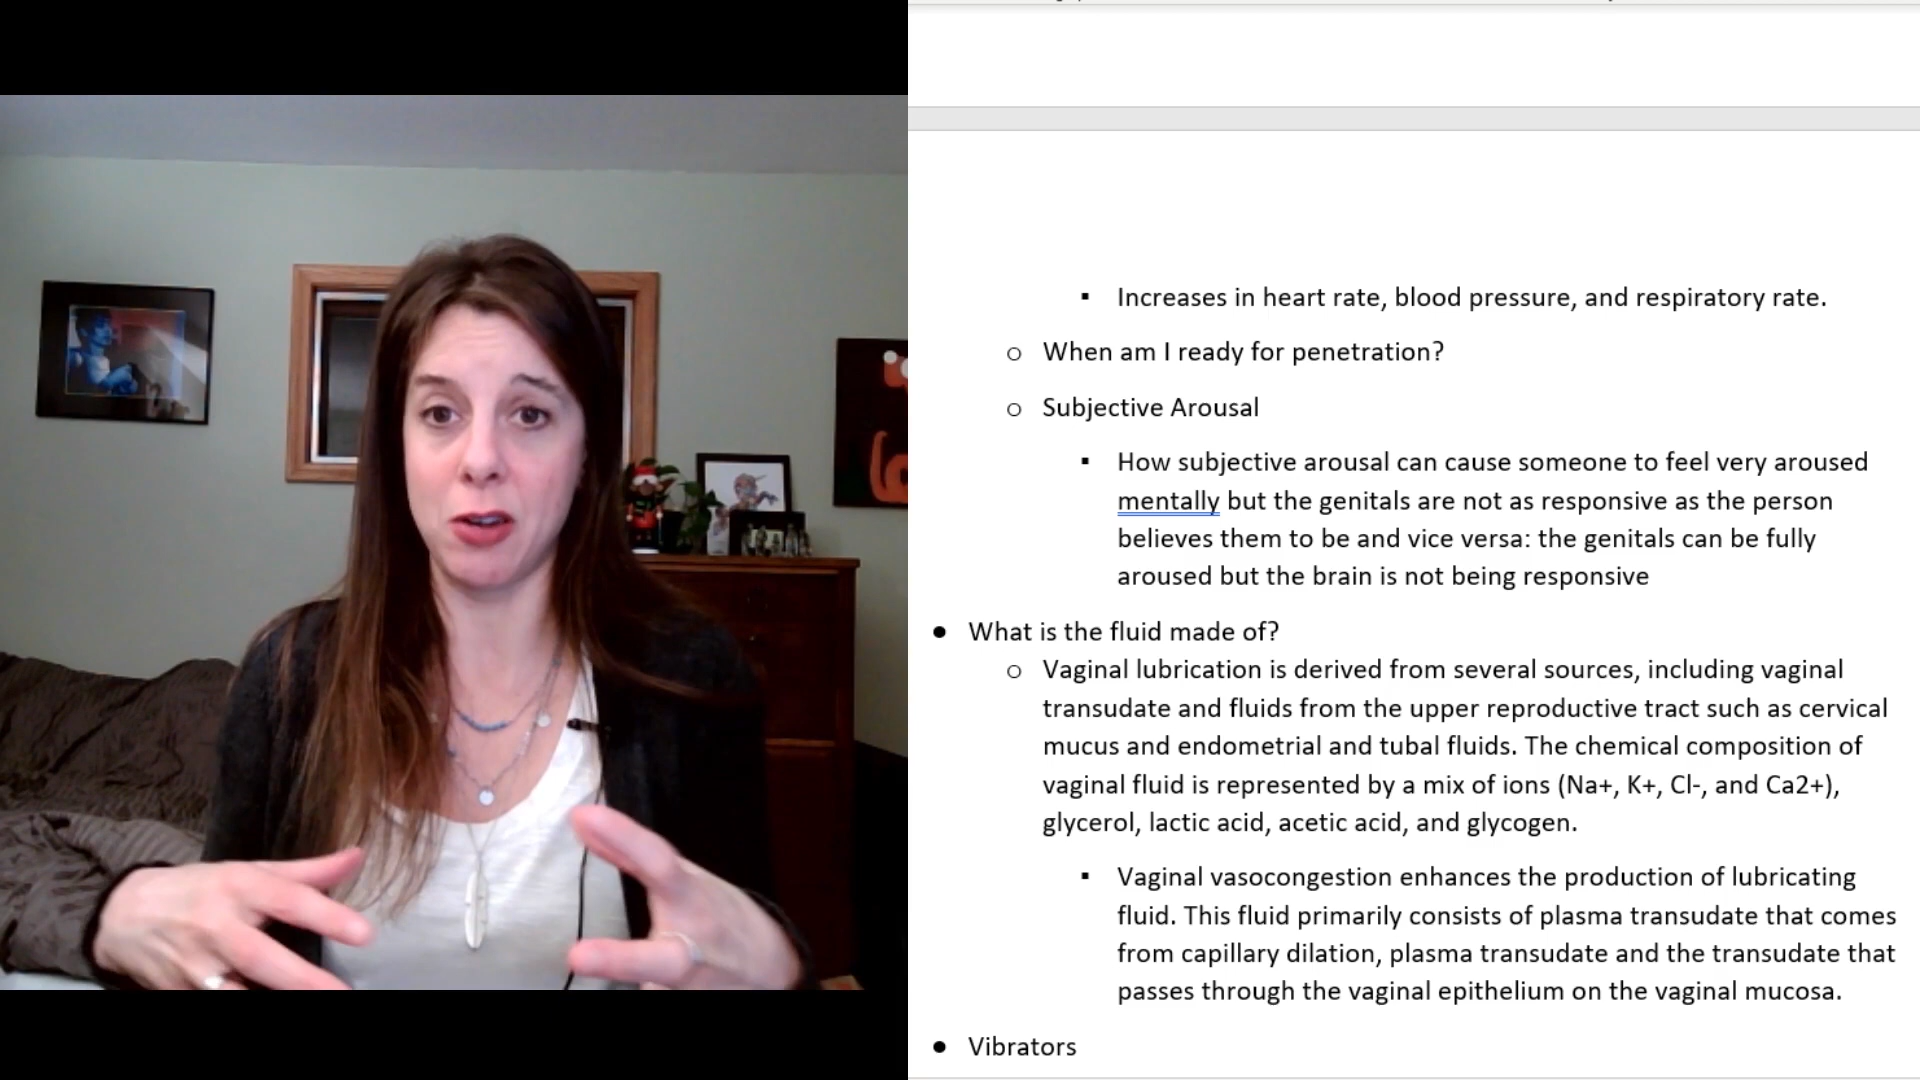 ▪ Increases in heart rate, blood pressure, and respiratory rate.
o When am I ready for penetration?
o Subjective Arousal
▪ How subjective arousal can cause someone to feel very aroused
mentally but the genitals are not as responsive as the person
believes them to be and vice versa: the genitals can be fully
aroused but the brain is not being responsive
● What is the fluid made of?
o Vaginal lubrication is derived from several sources, including vaginal
transudate and fluids from the upper reproductive tract such as cervical
mucus and endometrial and tubal fluids. The chemical composition of
vaginal fluid is represented by a mix of ions (Na+, K+, Cl-, and Ca2+),
glycerol, lactic acid, acetic acid, and glycogen.
▪ Vaginal vasocongestion enhances the production of lubricating
fluid. This fluid primarily consists of plasma transudate that comes
from capillary dilation, plasma transudate and the transudate that
passes through the vaginal epithelium on the vaginal mucosa.
● Vibrators